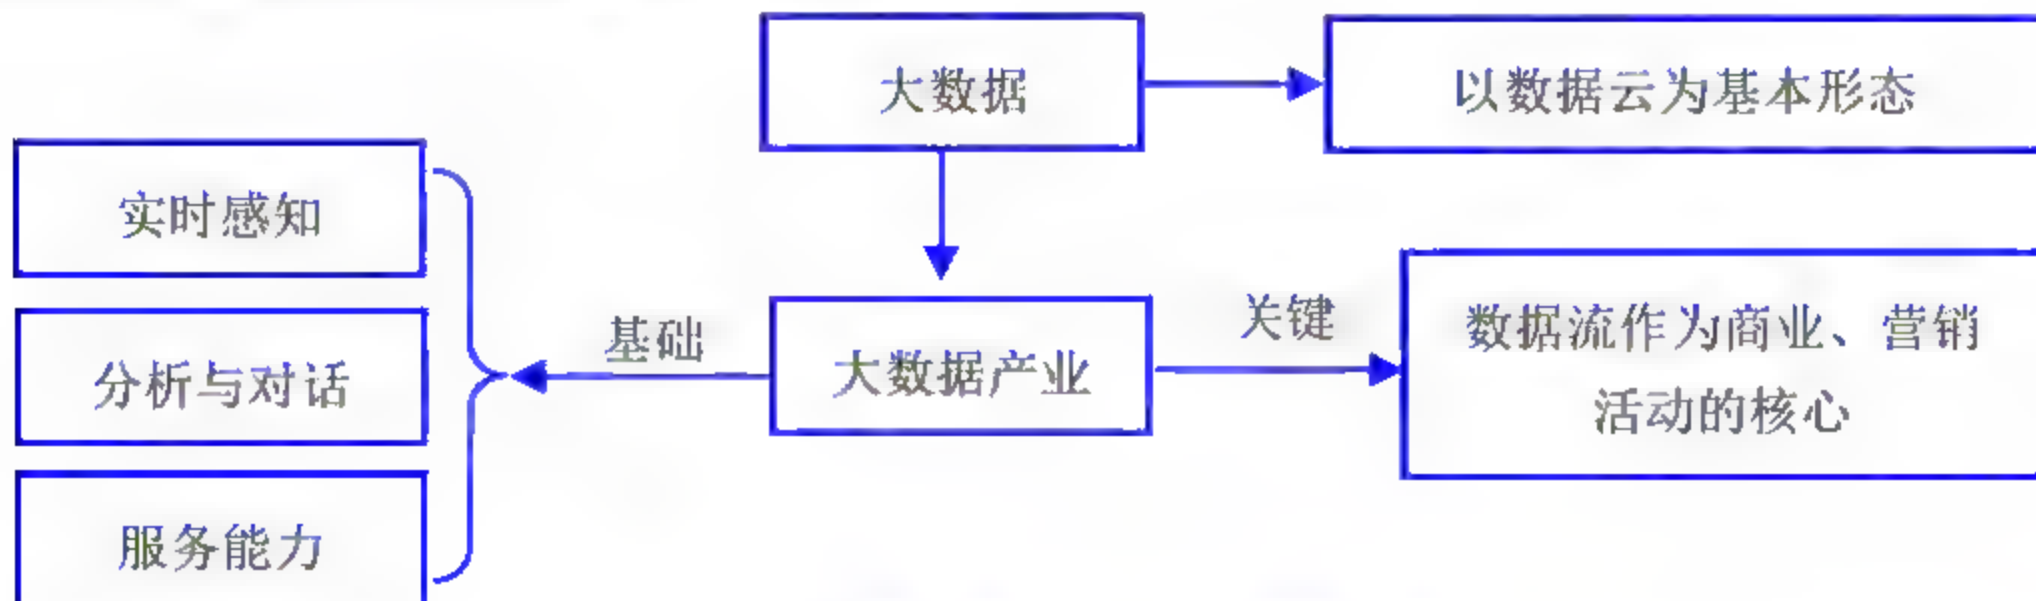 大数据
以数据云为基本形态
实时感知
分析与对话
服务能力
基础
大数据产业
关键
数据流作为商业、营销
活动的核心